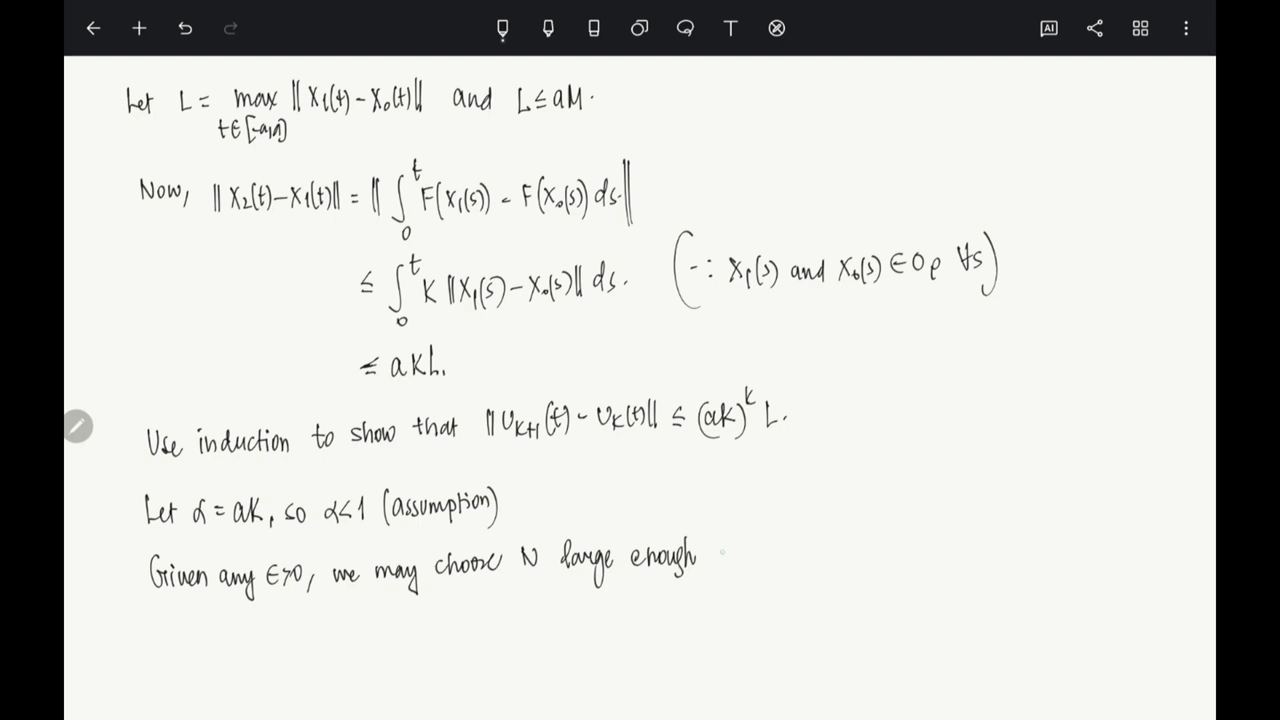 Let L = max ‖X₁(t) - X₀(t)‖ and L ≤ aM.
t∈[-a,a]
Now, ‖X₂(t) - X₁(t)‖ = ‖∫₀ᵗ F(X₁(s)) - F(X₀(s)) ds‖
≤ ∫₀ᵗ K ‖X₁(s) - X₀(s)‖ ds. (∵ X₁(s) and X₀(s) ∈ Oρ ∀s)
≤ aKL.
Use induction to show that ‖U_{K+1}(t) - U_K(t)‖ ≤ (aK)^k L.
Let α = aK, so α<1 (assumption)
Given any ε>0, we may choose N large enough